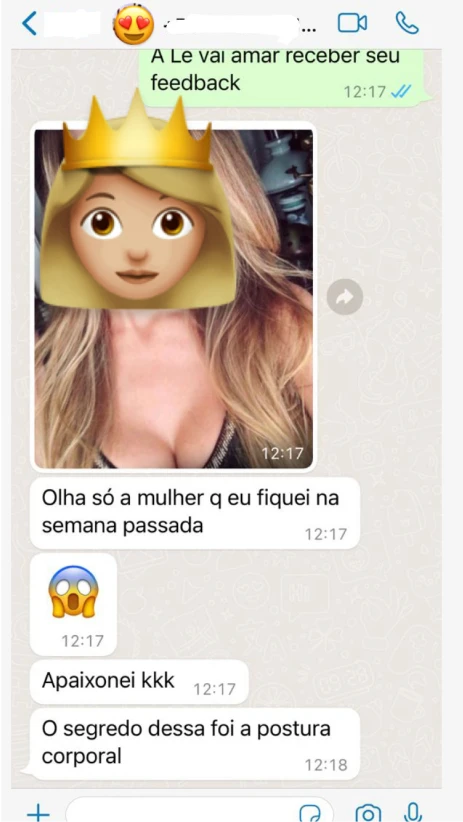 ...
A Le vai amar receber seu
feedback
12:17
12:17
Olha só a mulher q eu fiquei na
semana passada
12:17
12:17
Apaixonei kkk
12:17
O segredo dessa foi a postura
corporal
12:18